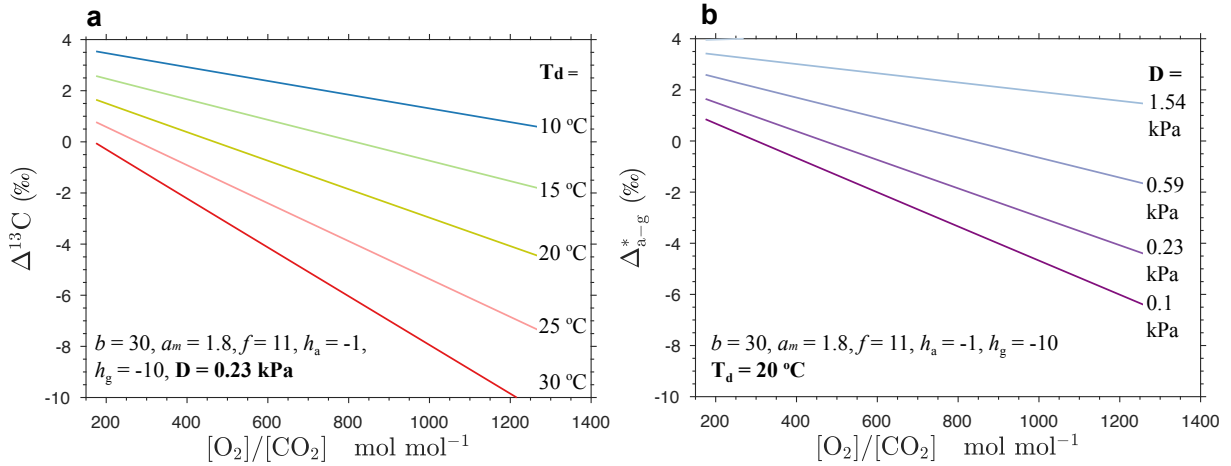 a
4
2
0
-2
-4
-6
-8
-10
Δ¹³C (‰)
Td =
10 ºC
15 ºC
20 ºC
25 ºC
30 ºC
b = 30, am = 1.8, f = 11, ha = -1,
hg = -10, D = 0.23 kPa
200 400 600 800 1000 1200 1400
[O₂]/[CO₂] mol mol⁻¹
b
4
2
0
-2
-4
-6
-8
-10
Δ*a−g (‰)
D =
1.54
kPa
0.59
kPa
0.23
kPa
0.1
kPa
b = 30, am = 1.8, f = 11, ha = -1, hg = -10
Td = 20 ºC
200 400 600 800 1000 1200 1400
[O₂]/[CO₂] mol mol⁻¹